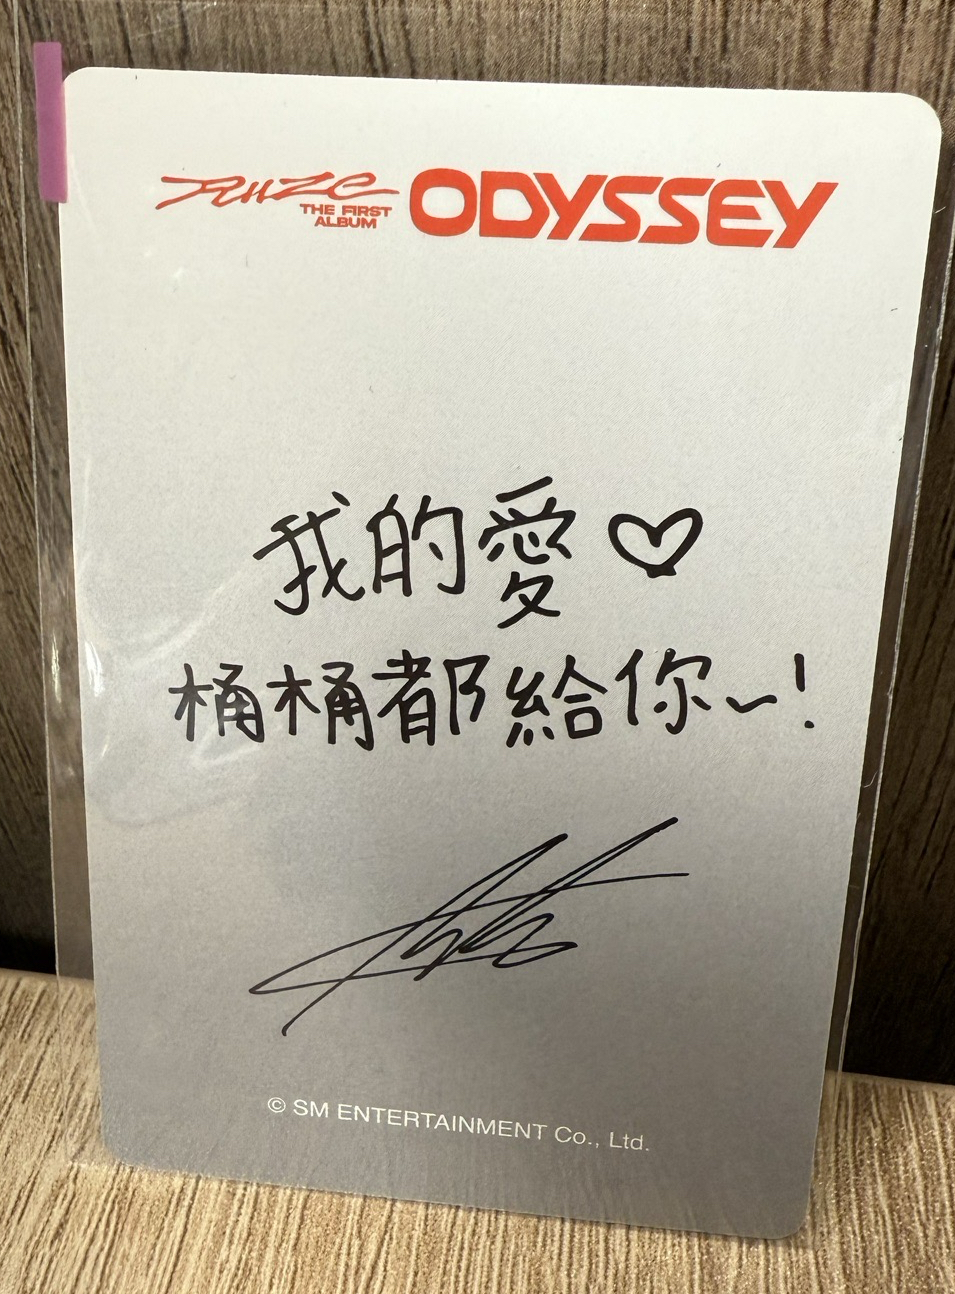 RIIZE
THE FIRST
ALBUM
ODYSSEY
我的愛♡
桶桶都給你~!
© SM ENTERTAINMENT Co., Ltd.